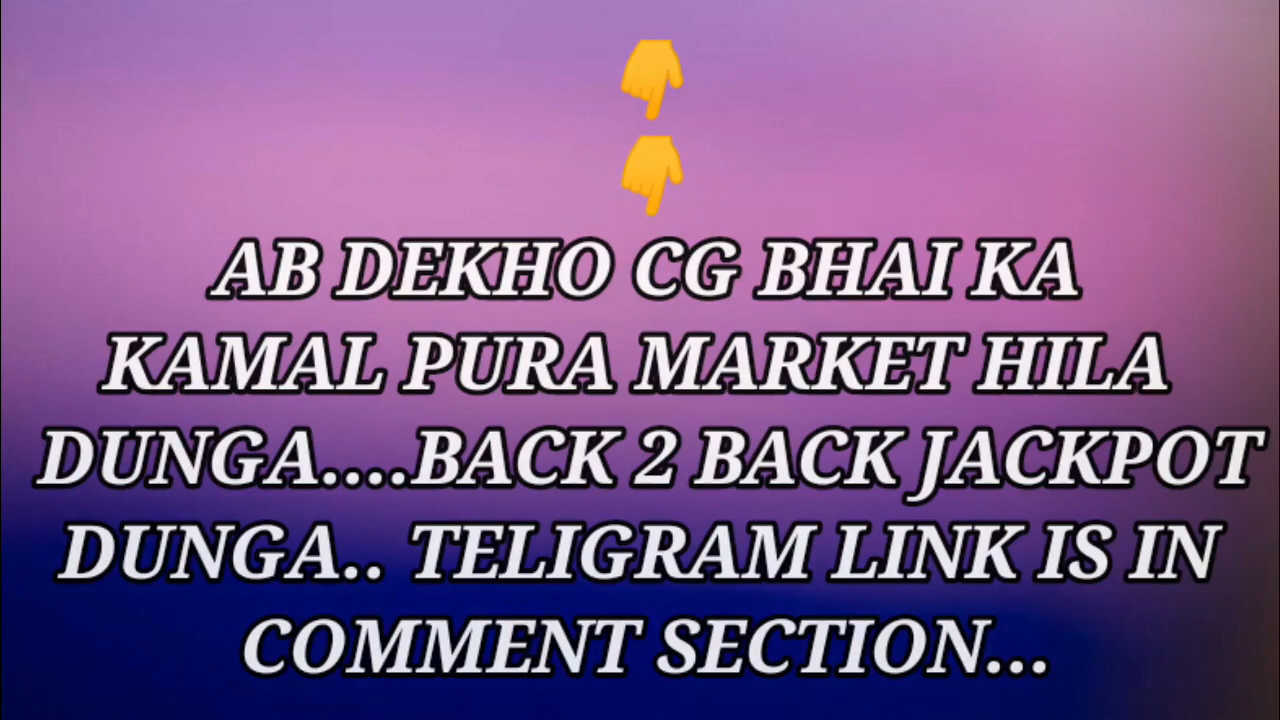 👇
👇
AB DEKHO CG BHAI KA
KAMAL PURA MARKET HILA
DUNGA....BACK 2 BACK JACKPOT
DUNGA.. TELIGRAM LINK IS IN
COMMENT SECTION...